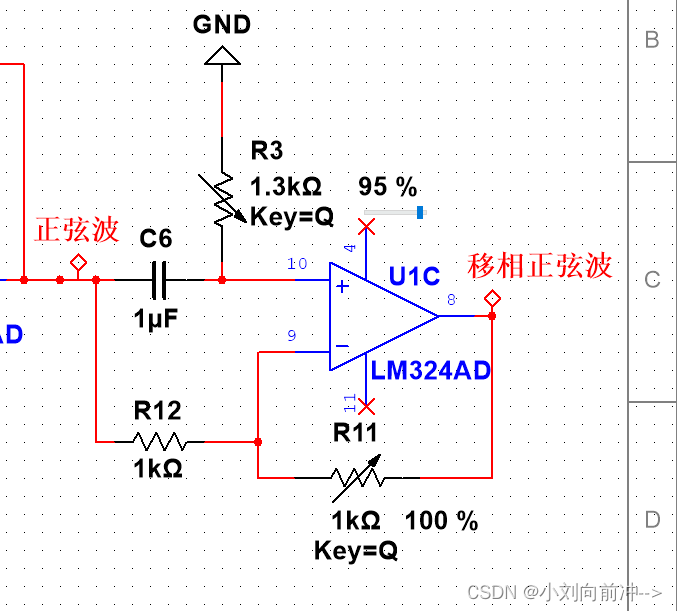 GND
B
R3
1.3kΩ
95 %
Key=Q
正弦波
C6
4
移相正弦波
10
U1C
C
8
1µF
9
AD
LM324AD
11
R12
R11
1kΩ
1kΩ 100 %
D
Key=Q
CSDN @小刘向前冲-->